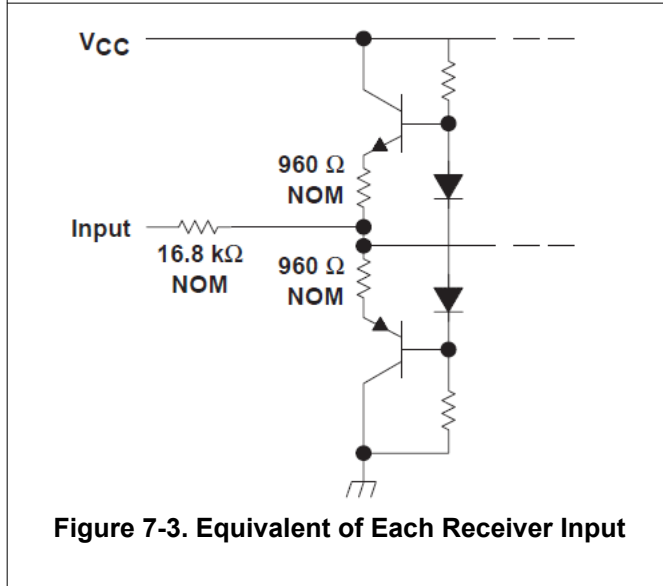 VCC
960 Ω
NOM
Input
16.8 kΩ
NOM
960 Ω
NOM
Figure 7-3. Equivalent of Each Receiver Input